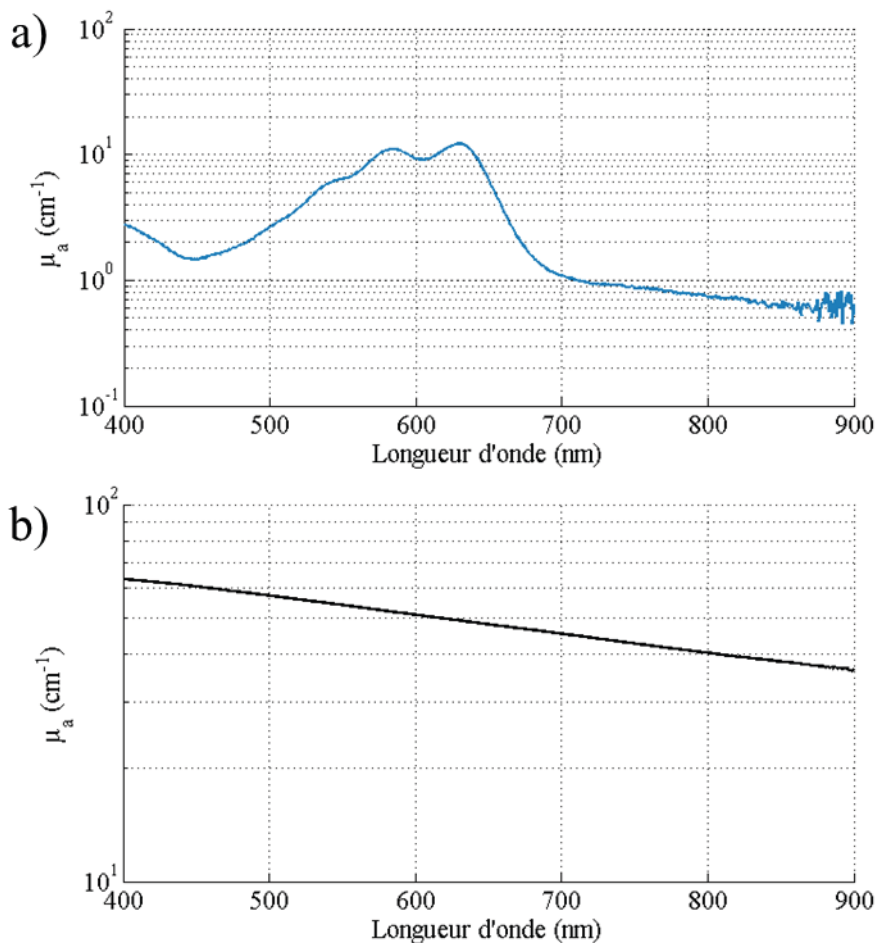 a)
10²
10¹
10⁰
10⁻¹
μₐ (cm⁻¹)
400 500 600 700 800 900
Longueur d'onde (nm)
b)
10²
10¹
μₐ (cm⁻¹)
400 500 600 700 800 900
Longueur d'onde (nm)